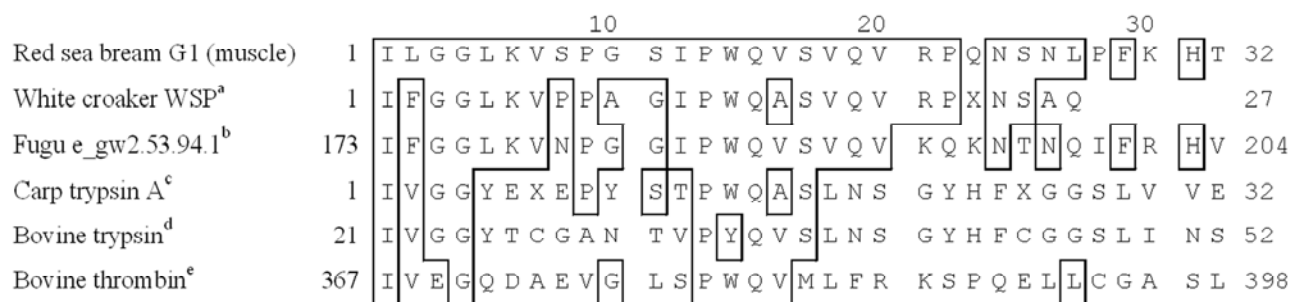 10 20 30
Red sea bream G1 (muscle) 1 I L G G L K V S P G S I P W Q V S V Q V R P Q N S N L P F K H T 32
White croaker WSPa 1 I F G G L K V P P A G I P W Q A S V Q V R P X N S A Q 27
Fugu e_gw2.53.94.1b 173 I F G G L K V N P G G I P W Q V S V Q V K Q K N T N Q I F R H V 204
Carp trypsin Ac 1 I V G G Y E X E P Y S T P W Q A S L N S G Y H F X G G S L V V E 32
Bovine trypsind 21 I V G G Y T C G A N T V P Y Q V S L N S G Y H F C G G S L I N S 52
Bovine thrombine 367 I V E G Q D A E V G L S P W Q V M L F R K S P Q E L L C G A S L 398